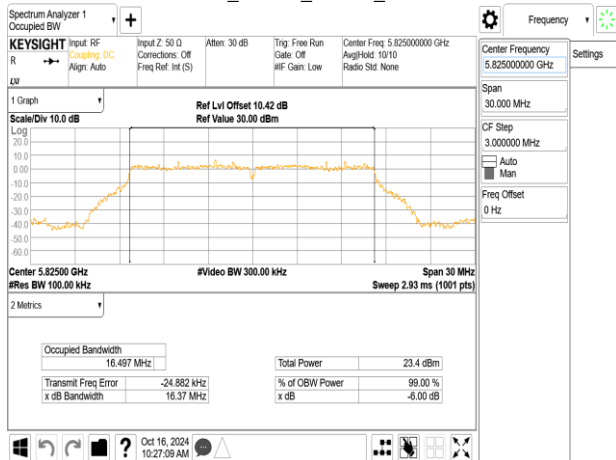 Spectrum Analyzer 1
Occupied BW
KEYSIGHT
R
LXI
Input: RF
Coupling: DC
Align: Auto
Input Z: 50 Ω
Corrections: Off
Freq Ref: Int (S)
Atten: 30 dB
Trig: Free Run
Gate: Off
#IF Gain: Low
Center Freq: 5.825000000 GHz
Avg|Hold: 10/10
Radio Std: None
1 Graph
Scale/Div 10.0 dB
Ref Lvl Offset 10.42 dB
Ref Value 30.00 dBm
Log
20.0
10.0
0.00
-10.0
-20.0
-30.0
-40.0
-50.0
-60.0
Center 5.82500 GHz
#Res BW 100.00 kHz
#Video BW 300.00 kHz
Span 30 MHz
Sweep 2.93 ms (1001 pts)
2 Metrics
Occupied Bandwidth
16.497 MHz
Transmit Freq Error -24.882 kHz
x dB Bandwidth 16.37 MHz
Total Power 23.4 dBm
% of OBW Power 99.00 %
x dB -6.00 dB
?
Oct 16, 2024
10:27:09 AM
Frequency
Center Frequency
5.825000000 GHz
Span
30.000 MHz
CF Step
3.000000 MHz
Auto
Man
Freq Offset
0 Hz
Settings